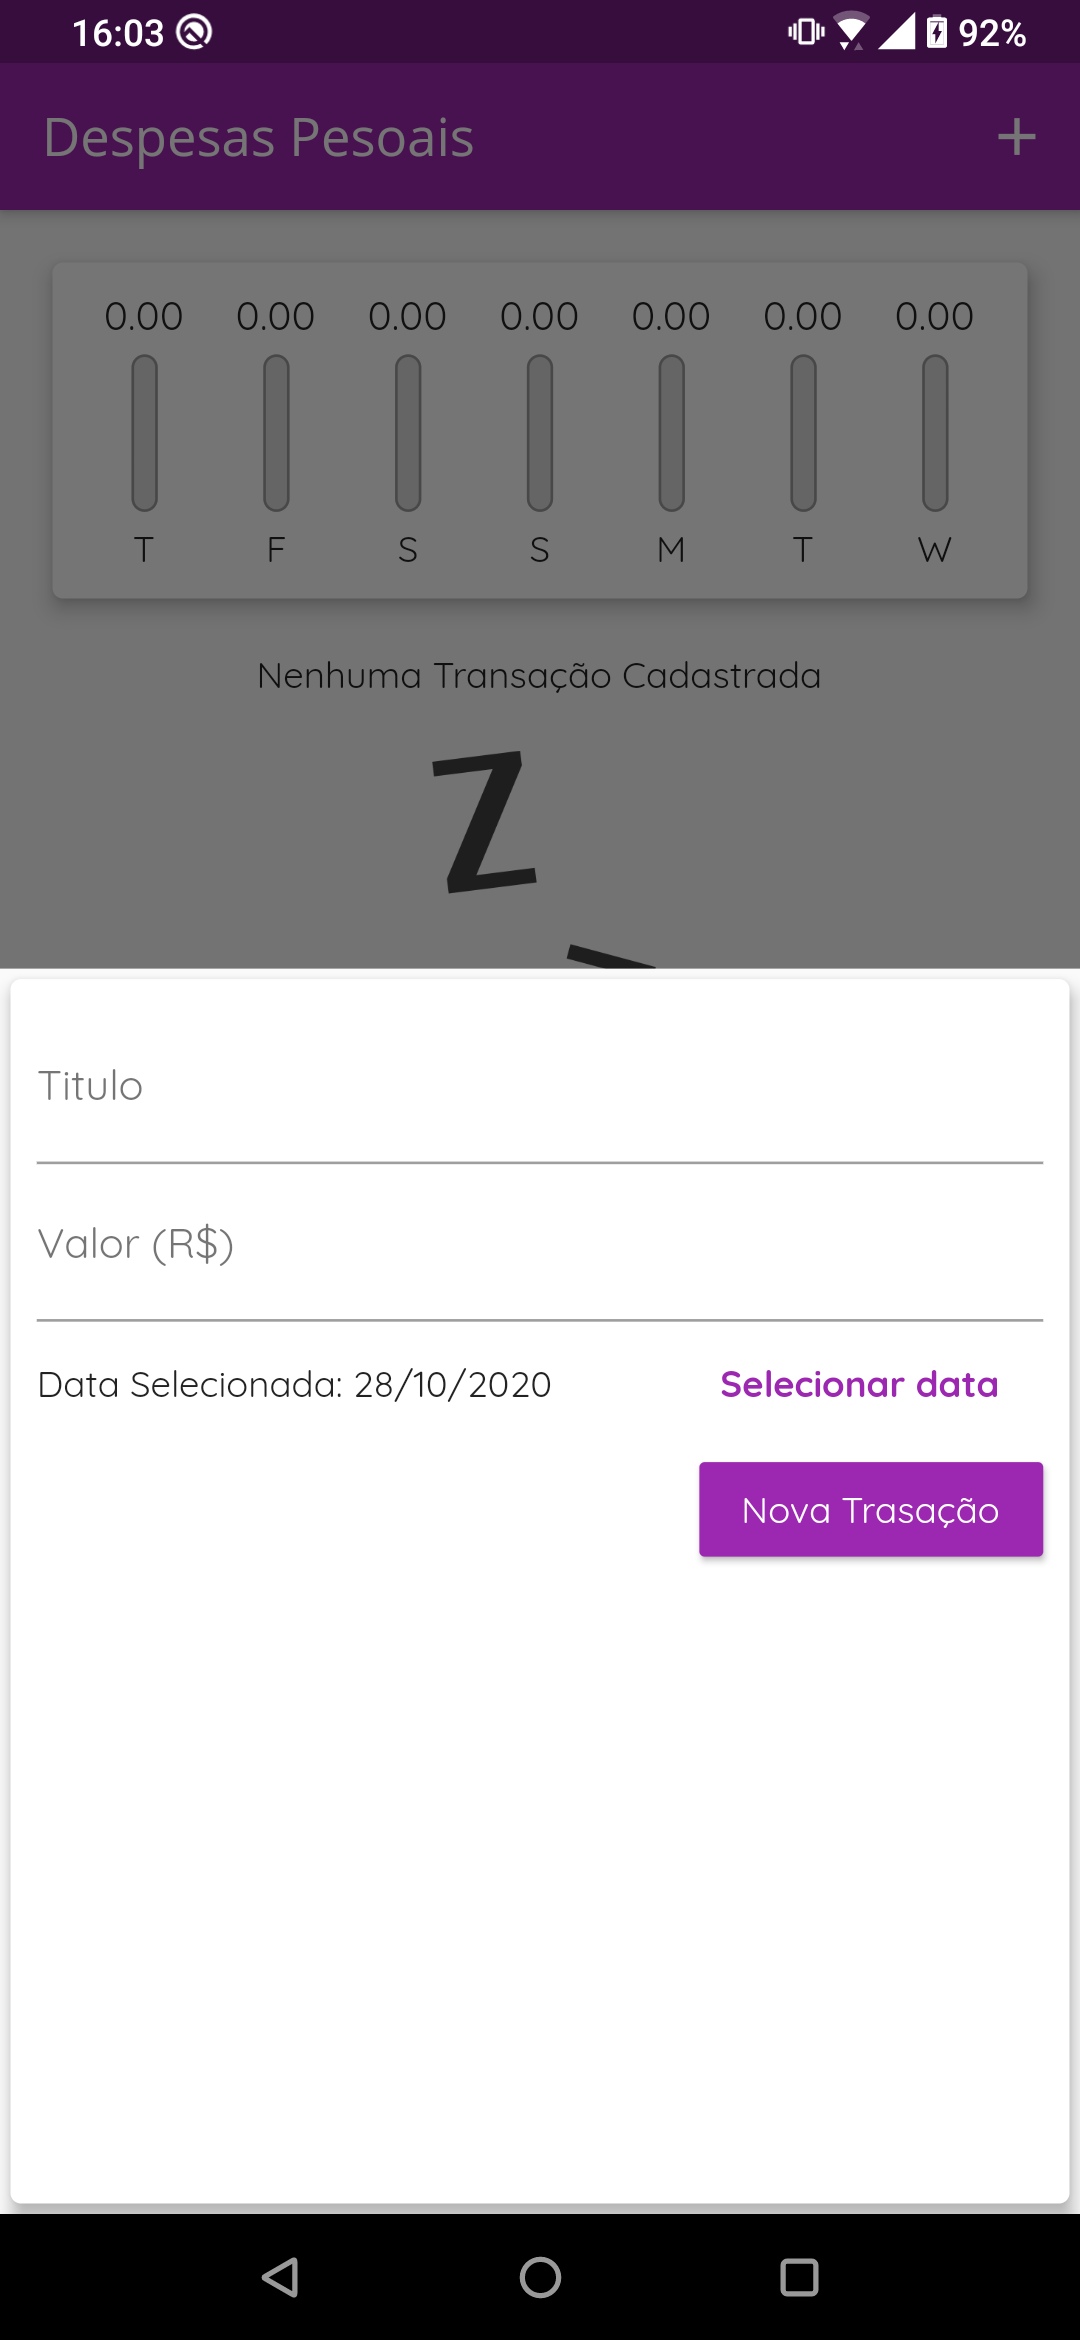 16:03 92%
Despesas Pesoais +
0.00 0.00 0.00 0.00 0.00 0.00 0.00
T F S S M T W
Nenhuma Transação Cadastrada
Z
Titulo
Valor (R$)
Data Selecionada: 28/10/2020 Selecionar data
Nova Trasação